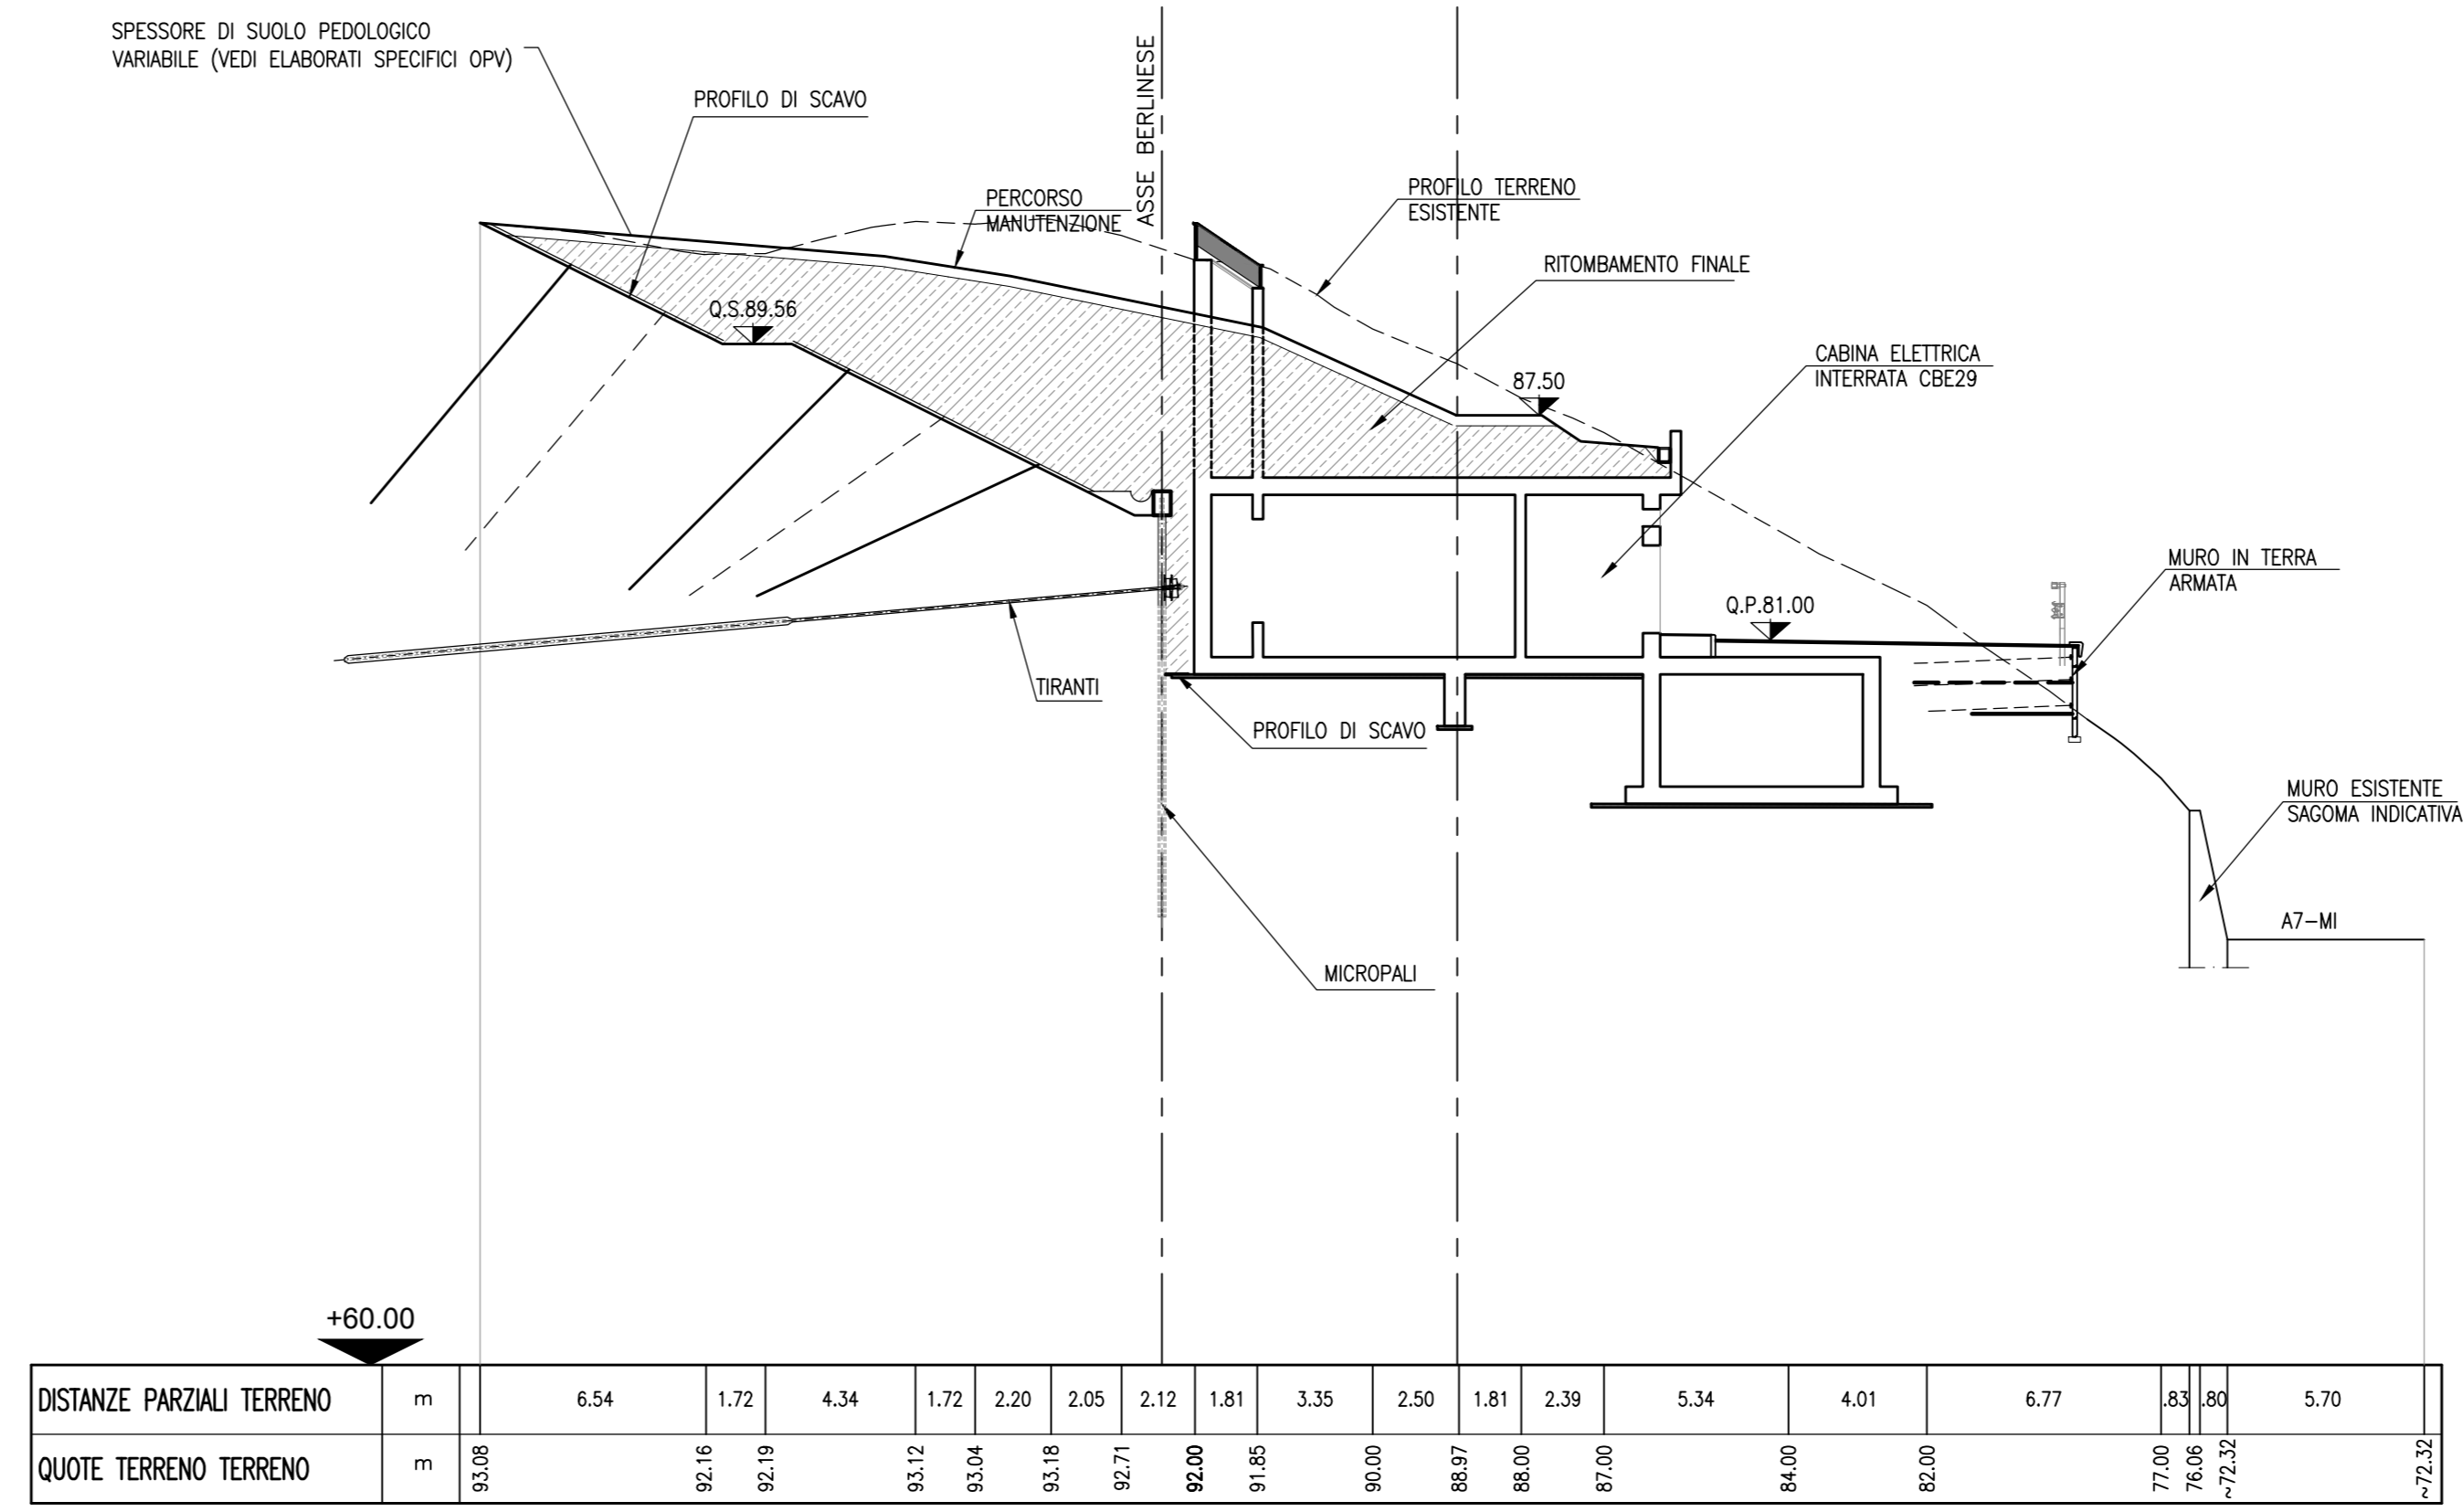 SPESSORE DI SUOLO PEDOLOGICO
VARIABILE (VEDI ELABORATI SPECIFICI OPV)
PROFILO DI SCAVO
ASSE BERLINESE
PERCORSO
MANUTENZIONE
PROFILO TERRENO
ESISTENTE
RITOMBAMENTO FINALE
Q.S.89.56
CABINA ELETTRICA
INTERRATA CBE29
87.50
MURO IN TERRA
ARMATA
Q.P.81.00
TIRANTI
PROFILO DI SCAVO
MURO ESISTENTE
SAGOMA INDICATIVA
A7-MI
MICROPALI
+60.00
DISTANZE PARZIALI TERRENO m 6.54 1.72 4.34 1.72 2.20 2.05 2.12 1.81 3.35 2.50 1.81 2.39 5.34 4.01 6.77 .83 .80 5.70
QUOTE TERRENO TERRENO m 93.08 92.16 92.19 93.12 93.04 93.18 92.71 92.00 91.85 90.00 88.97 88.00 87.00 84.00 82.00 77.00 76.06 ~72.32 ~72.32